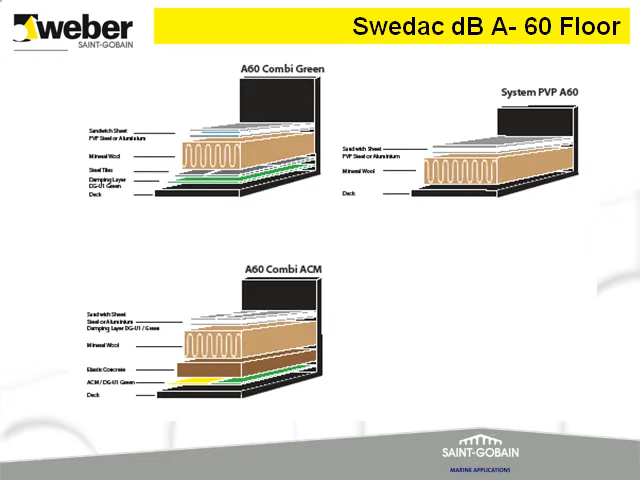 weber
SAINT-GOBAIN
Swedac dB A- 60 Floor
A60 Combi Green
Sandwich Sheet
PVP Steel or Aluminium
Mineral Wool
Steel Tiles
Damping Layer
DG-U1 Green
Deck
System PVP A60
Sandwich Sheet
PVP Steel or Aluminium
Mineral Wool
Deck
A60 Combi ACM
Sandwich Sheet
Steel or Aluminium
Damping Layer DG-U1 / Green
Mineral Wool
Elastic Concrete
ACM / DG-U1 Green
Deck
SAINT-GOBAIN
MARINE APPLICATIONS